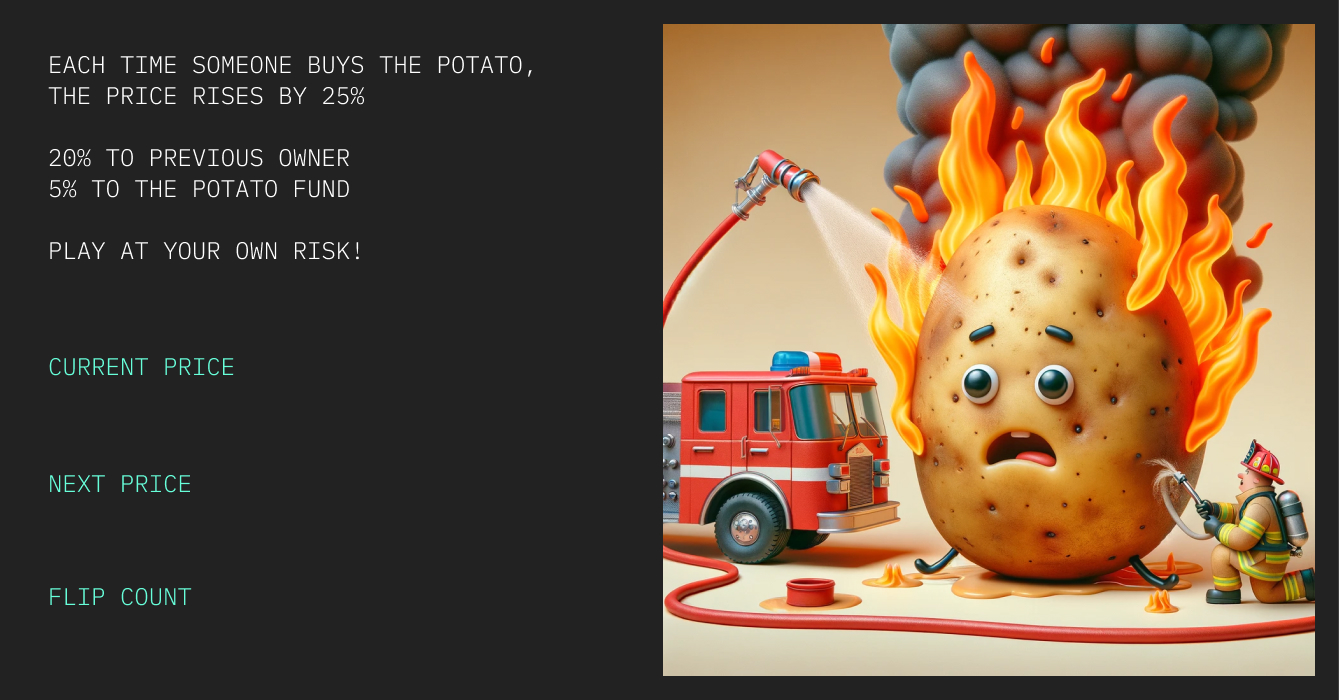 EACH TIME SOMEONE BUYS THE POTATO,
THE PRICE RISES BY 25%
20% TO PREVIOUS OWNER
5% TO THE POTATO FUND
PLAY AT YOUR OWN RISK!
CURRENT PRICE
NEXT PRICE
FLIP COUNT